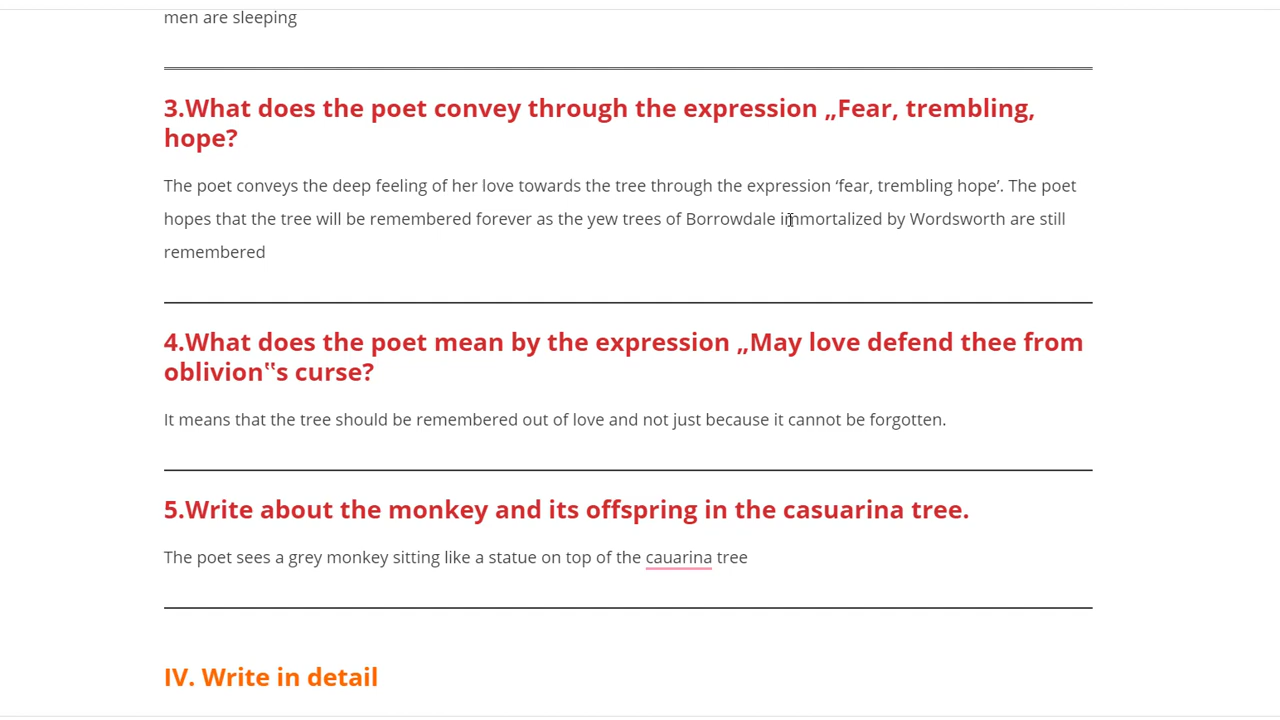 men are sleeping
3.What does the poet convey through the expression „Fear, trembling,
hope?
The poet conveys the deep feeling of her love towards the tree through the expression ‘fear, trembling hope’. The poet
hopes that the tree will be remembered forever as the yew trees of Borrowdale immortalized by Wordsworth are still
remembered
4.What does the poet mean by the expression „May love defend thee from
oblivion‟s curse?
It means that the tree should be remembered out of love and not just because it cannot be forgotten.
5.Write about the monkey and its offspring in the casuarina tree.
The poet sees a grey monkey sitting like a statue on top of the cauarina tree
IV. Write in detail